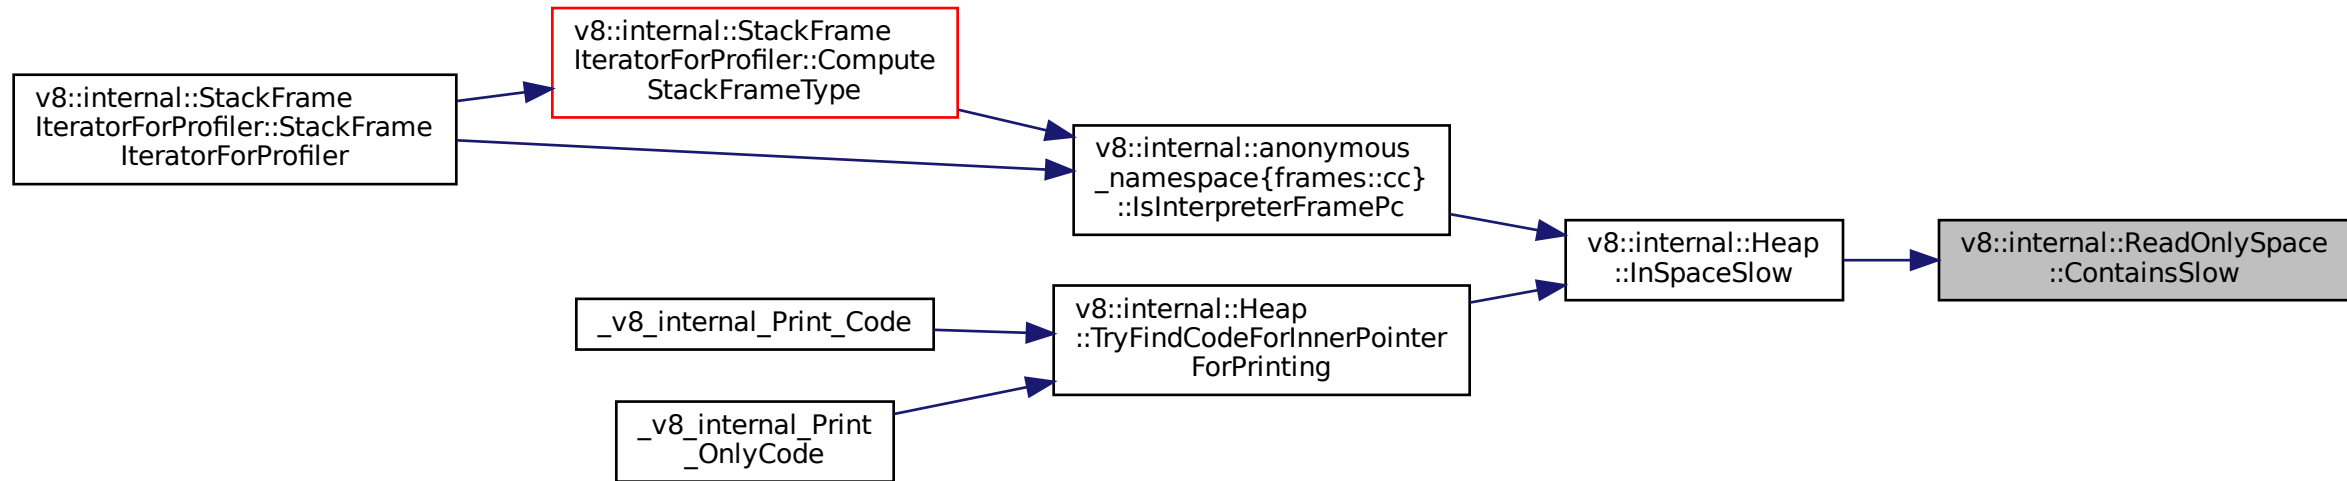 v8::internal::StackFrame
IteratorForProfiler::Compute
StackFrameType
v8::internal::StackFrame
IteratorForProfiler::StackFrame
IteratorForProfiler
v8::internal::anonymous
_namespace{frames::cc}
::IsInterpreterFramePc
v8::internal::Heap
::InSpaceSlow
v8::internal::ReadOnlySpace
::ContainsSlow
_v8_internal_Print_Code
v8::internal::Heap
::TryFindCodeForInnerPointer
ForPrinting
_v8_internal_Print
_OnlyCode